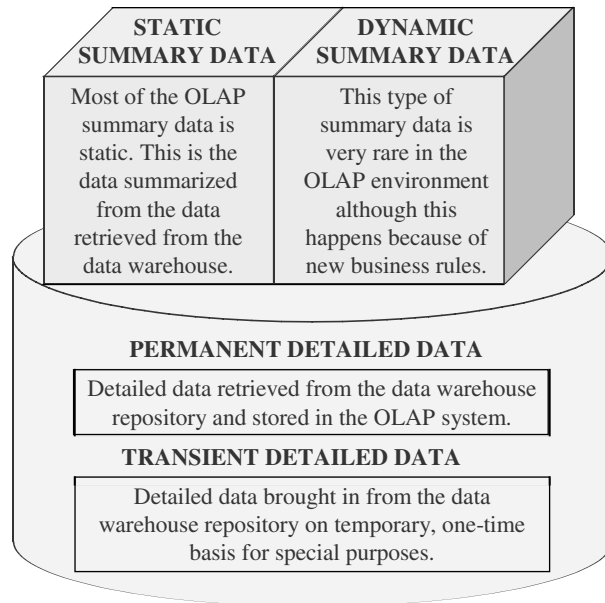 STATIC
SUMMARY DATA
Most of the OLAP
summary data is
static. This is the
data summarized
from the data
retrieved from the
data warehouse.
DYNAMIC
SUMMARY DATA
This type of
summary data is
very rare in the
OLAP environment
although this
happens because of
new business rules.
PERMANENT DETAILED DATA
Detailed data retrieved from the data warehouse
repository and stored in the OLAP system.
TRANSIENT DETAILED DATA
Detailed data brought in from the data
warehouse repository on temporary, one-time
basis for special purposes.